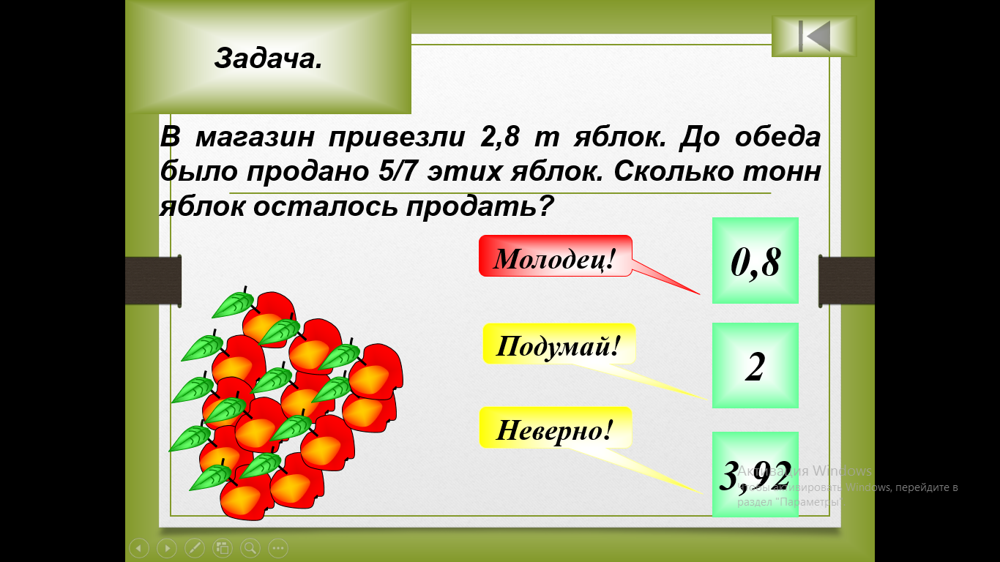 Задача.
В магазин привезли 2,8 т яблок. До обеда
было продано 5/7 этих яблок. Сколько тонн
яблок осталось продать?
Молодец!
0,8
Подумай!
2
Неверно!
3,92
Активация Windows
Чтобы активировать Windows, перейдите в
раздел "Параметры".